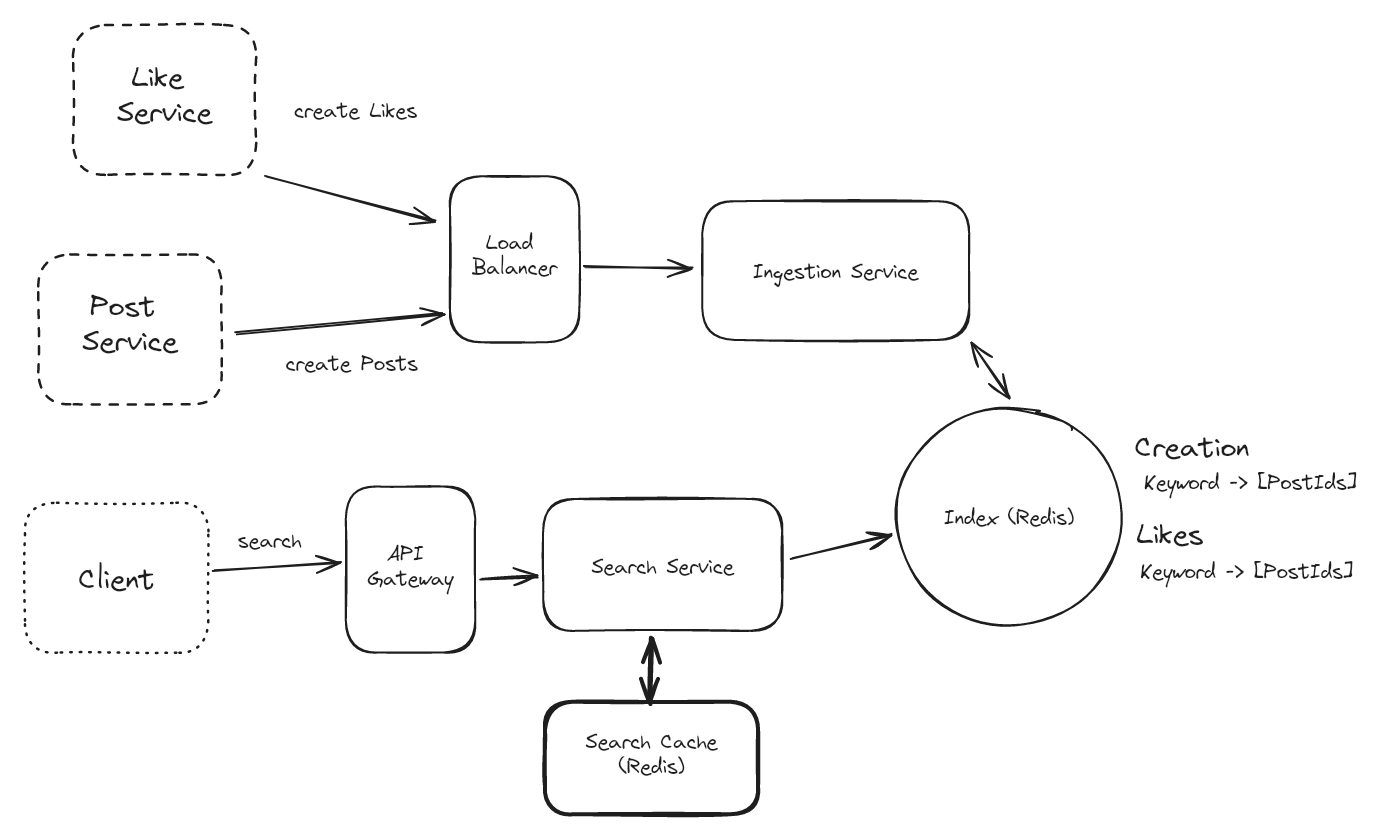 Like
Service
create Likes
Load
Balancer
Ingestion Service
Post
Service
create Posts
Creation
Keyword -> [PostIds]
Index (Redis)
Likes
Keyword -> [PostIds]
Client
search
API
Gateway
Search Service
Search Cache
(Redis)